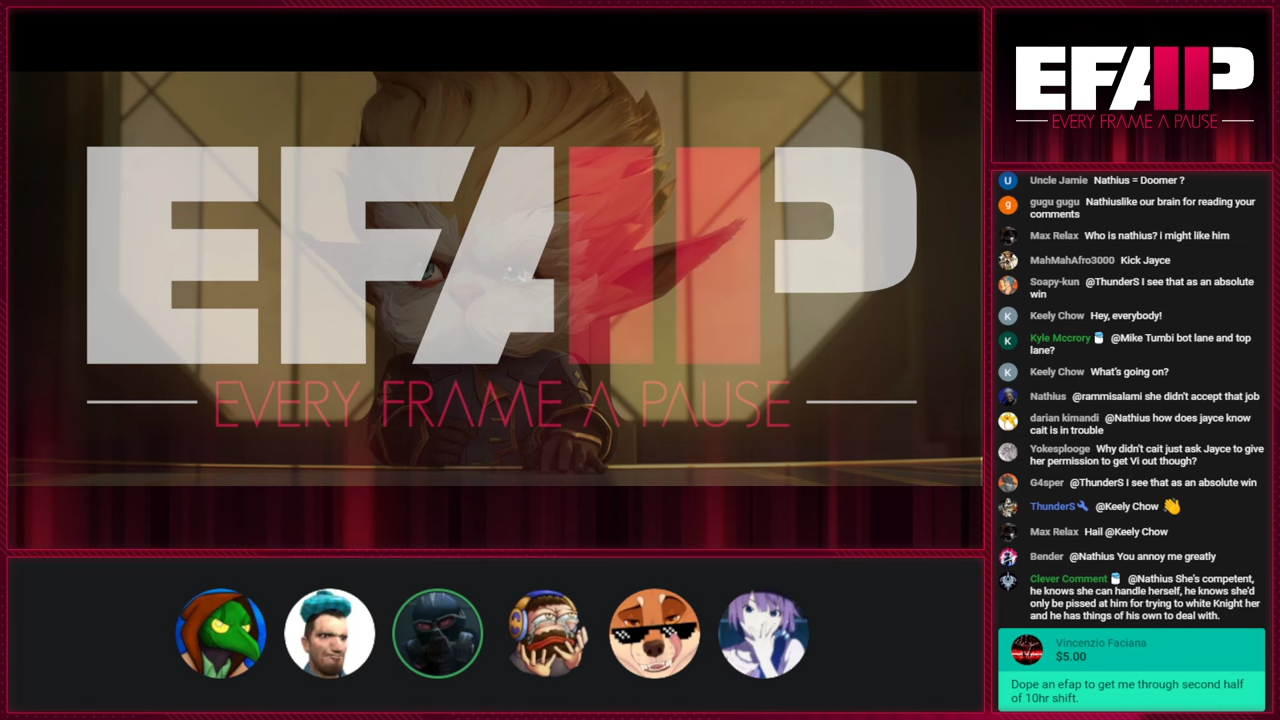 EFAP
EVERY FRAME A PAUSE
EFAP
EVERY FRAME A PAUSE
U Uncle Jamie Nathius = Doomer ?
g gugu gugu Nathiuslike our brain for reading your
comments
Max Relax Who is nathius? i might like him
MahMahAfro3000 Kick Jayce
Soapy-kun @ThunderS I see that as an absolute
win
K Keely Chow Hey, everybody!
K Kyle Mccrory @Mike Tumbi bot lane and top
lane?
K Keely Chow What's going on?
Nathius @rammisalami she didn't accept that job
darian kimandi @Nathius how does jayce know
cait is in trouble
Yokesplooge Why didn't cait just ask Jayce to give
her permission to get Vi out though?
G4sper @ThunderS I see that as an absolute win
ThunderS @Keely Chow 👋
Max Relax Hail @Keely Chow
Bender @Nathius You annoy me greatly
Clever Comment @Nathius She's competent,
he knows she can handle herself, he knows she'd
only be pissed at him for trying to white Knight her
and he has things of his own to deal with.
Vincenzio Faciana
$5.00
Dope an efap to get me through second half
of 10hr shift.